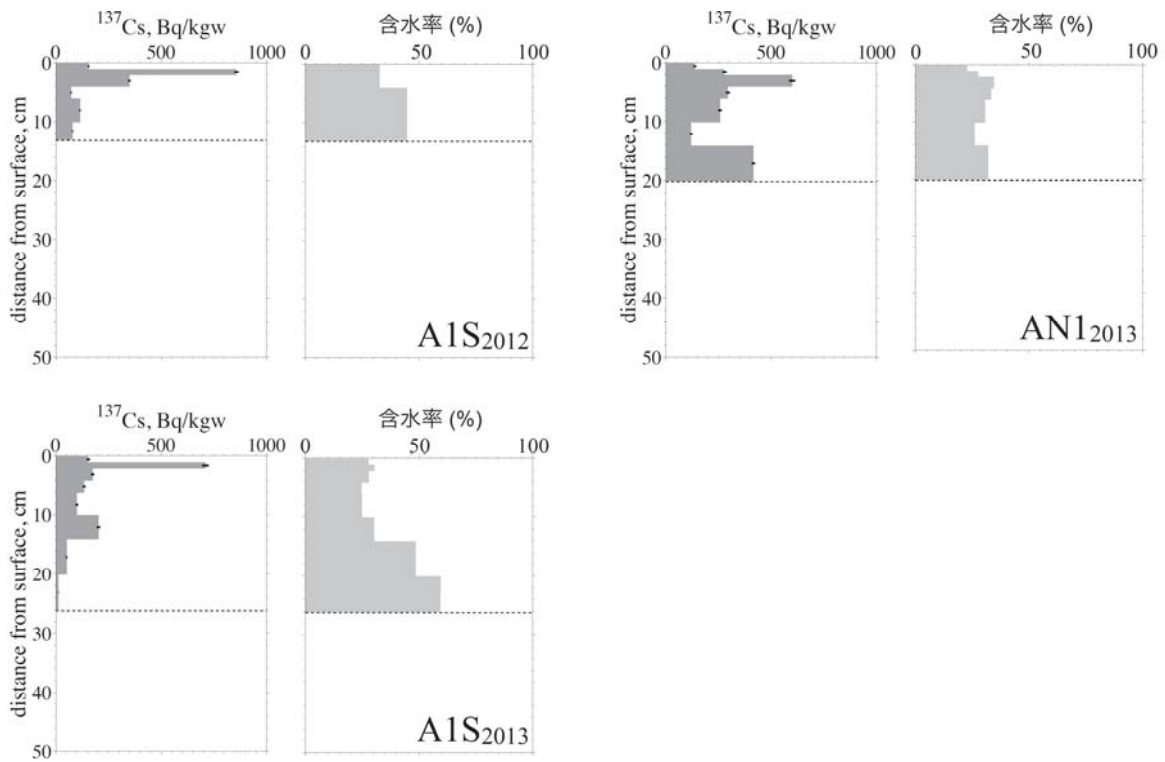 ¹³⁷Cs, Bq/kgw
0 500 1000
distance from surface, cm
0
10
20
30
40
50
含水率 (%)
0 50 100
A1S2012
¹³⁷Cs, Bq/kgw
0 500 1000
distance from surface, cm
0
10
20
30
40
50
含水率 (%)
0 50 100
AN12013
¹³⁷Cs, Bq/kgw
0 500 1000
distance from surface, cm
0
10
20
30
40
50
含水率 (%)
0 50 100
A1S2013